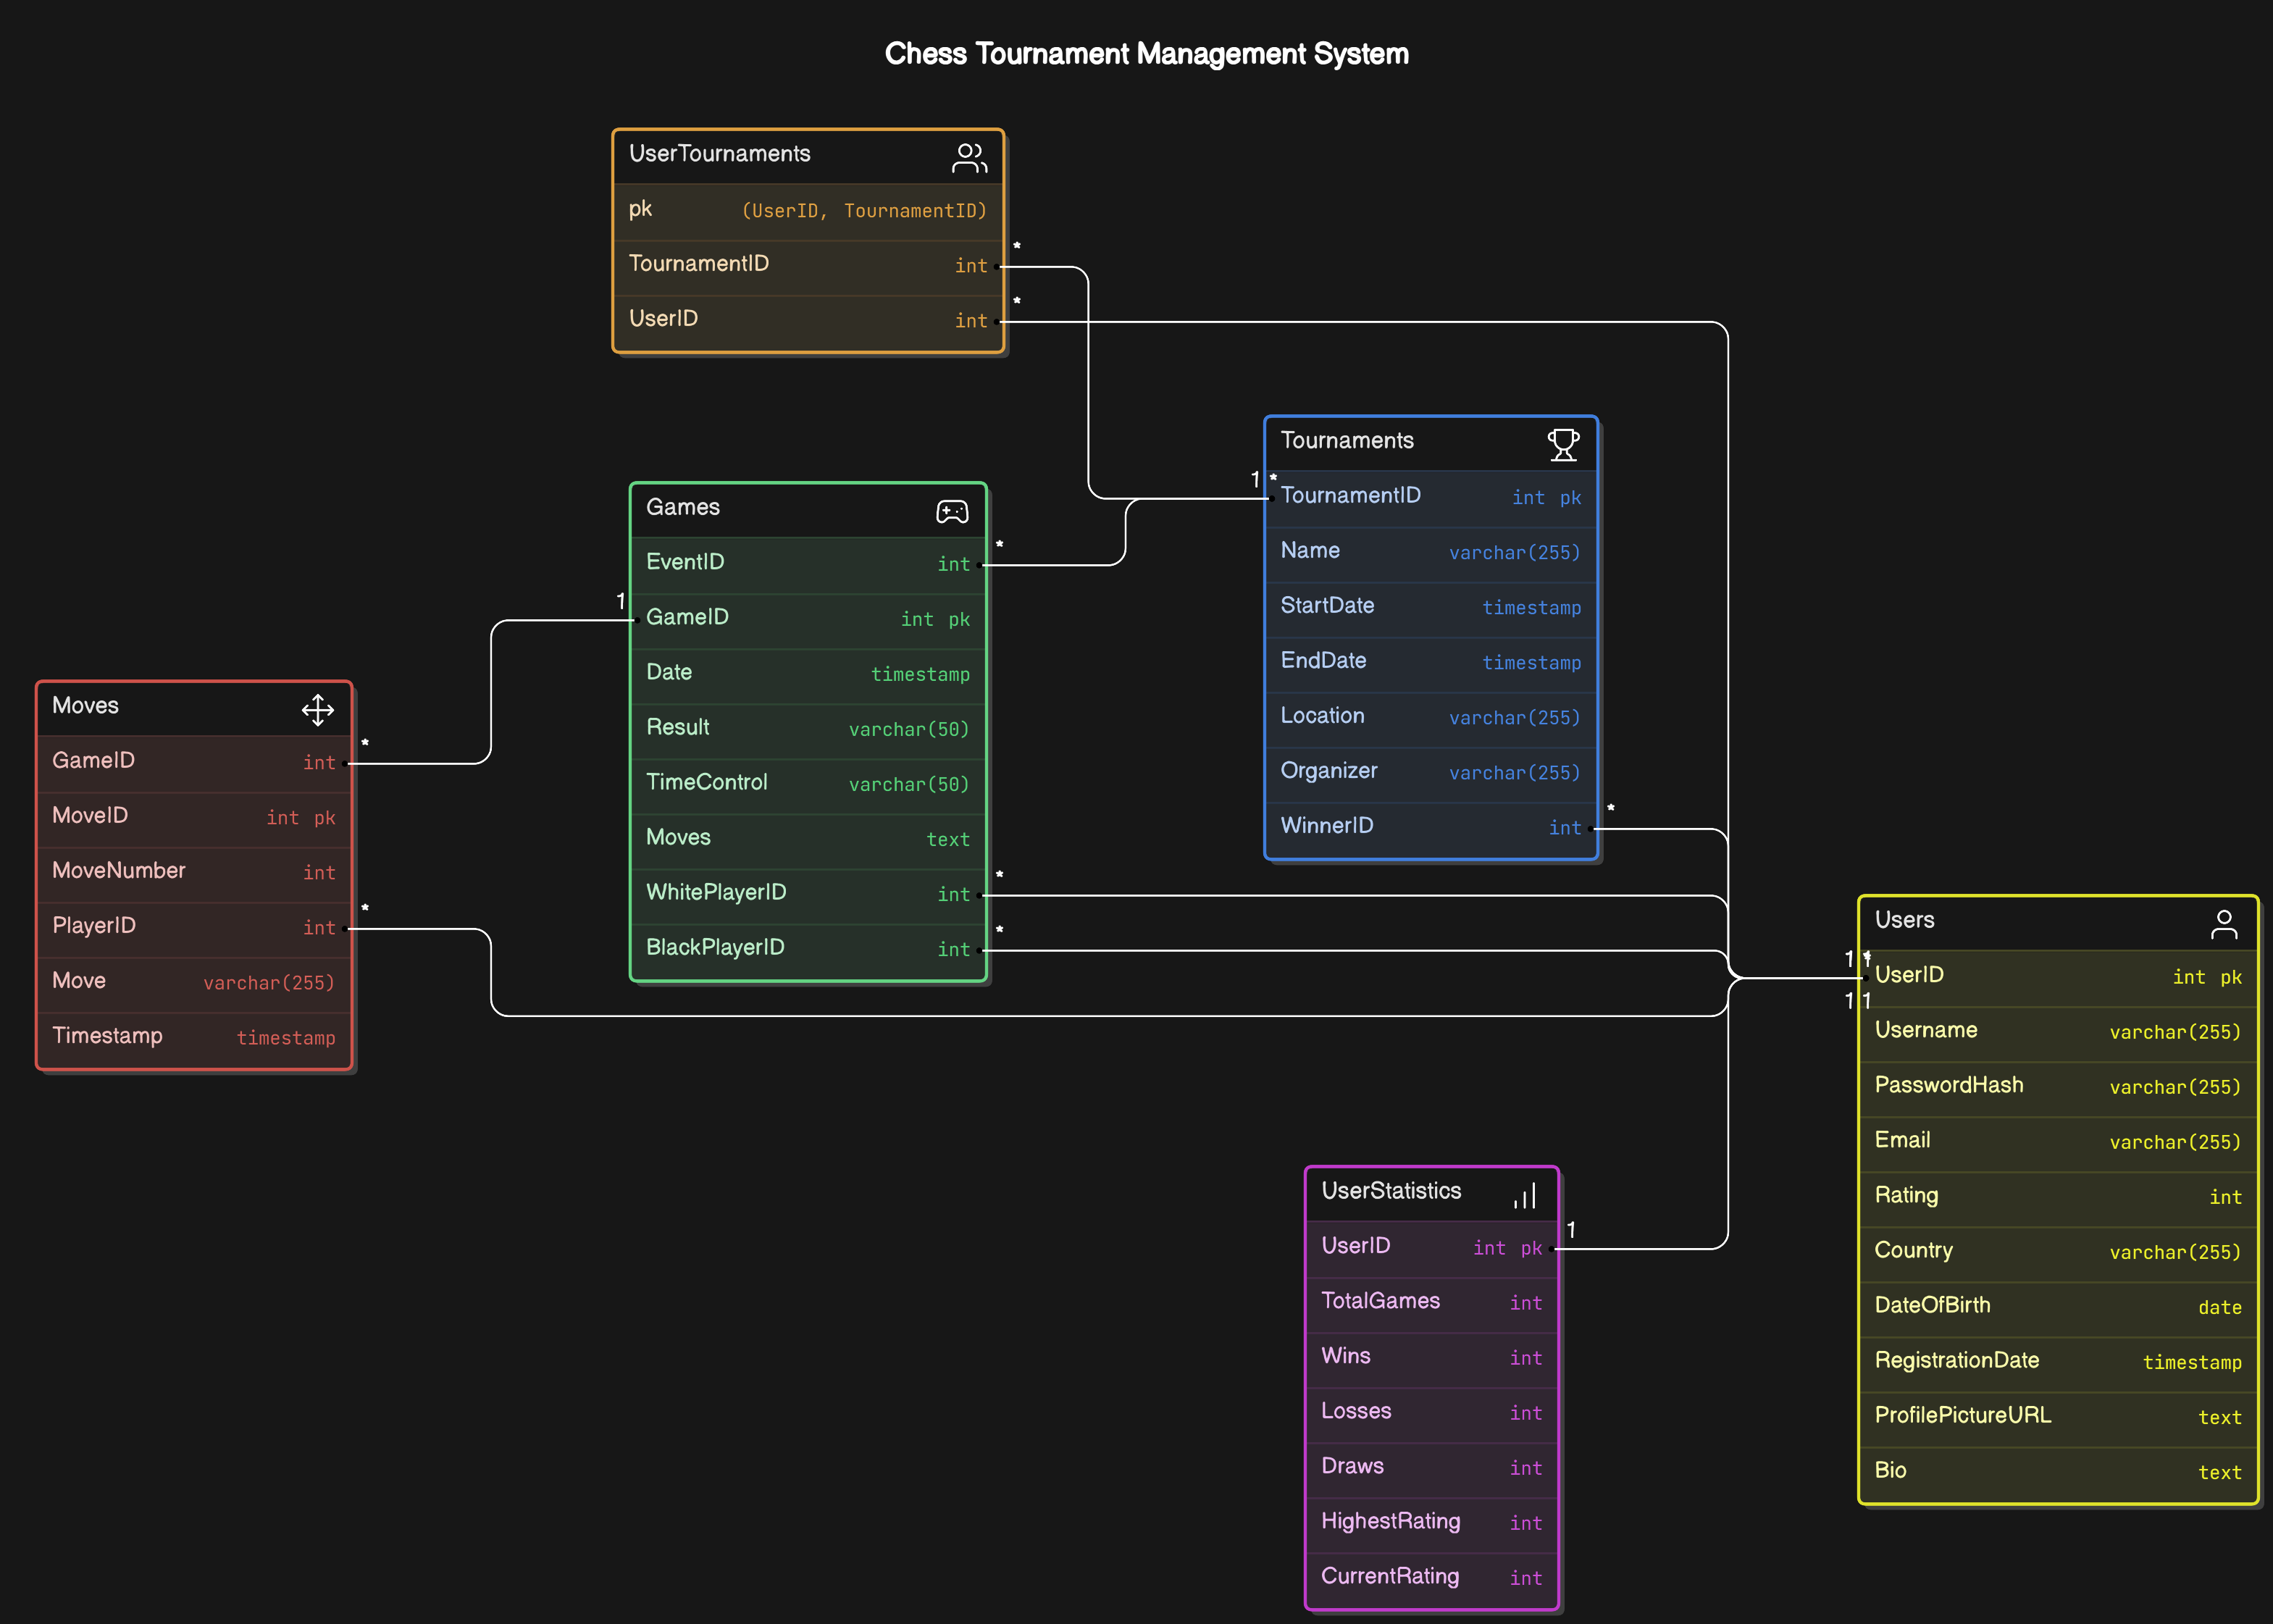 Chess Tournament Management System
UserTournaments
pk (UserID, TournamentID)
TournamentID int
*
UserID int
*
Tournaments
1 *
TournamentID int pk
Name varchar(255)
StartDate timestamp
EndDate timestamp
Location varchar(255)
Organizer varchar(255)
WinnerID int
*
Games
EventID int
*
1
GameID int pk
Date timestamp
Result varchar(50)
TimeControl varchar(50)
Moves text
WhitePlayerID int
*
BlackPlayerID int
*
Moves
GameID int
*
MoveID int pk
MoveNumber int
PlayerID int
*
Move varchar(255)
Timestamp timestamp
Users
1
UserID int pk
1 1
Username varchar(255)
PasswordHash varchar(255)
Email varchar(255)
Rating int
Country varchar(255)
DateOfBirth date
RegistrationDate timestamp
ProfilePictureURL text
Bio text
UserStatistics
UserID int pk
1
TotalGames int
Wins int
Losses int
Draws int
HighestRating int
CurrentRating int